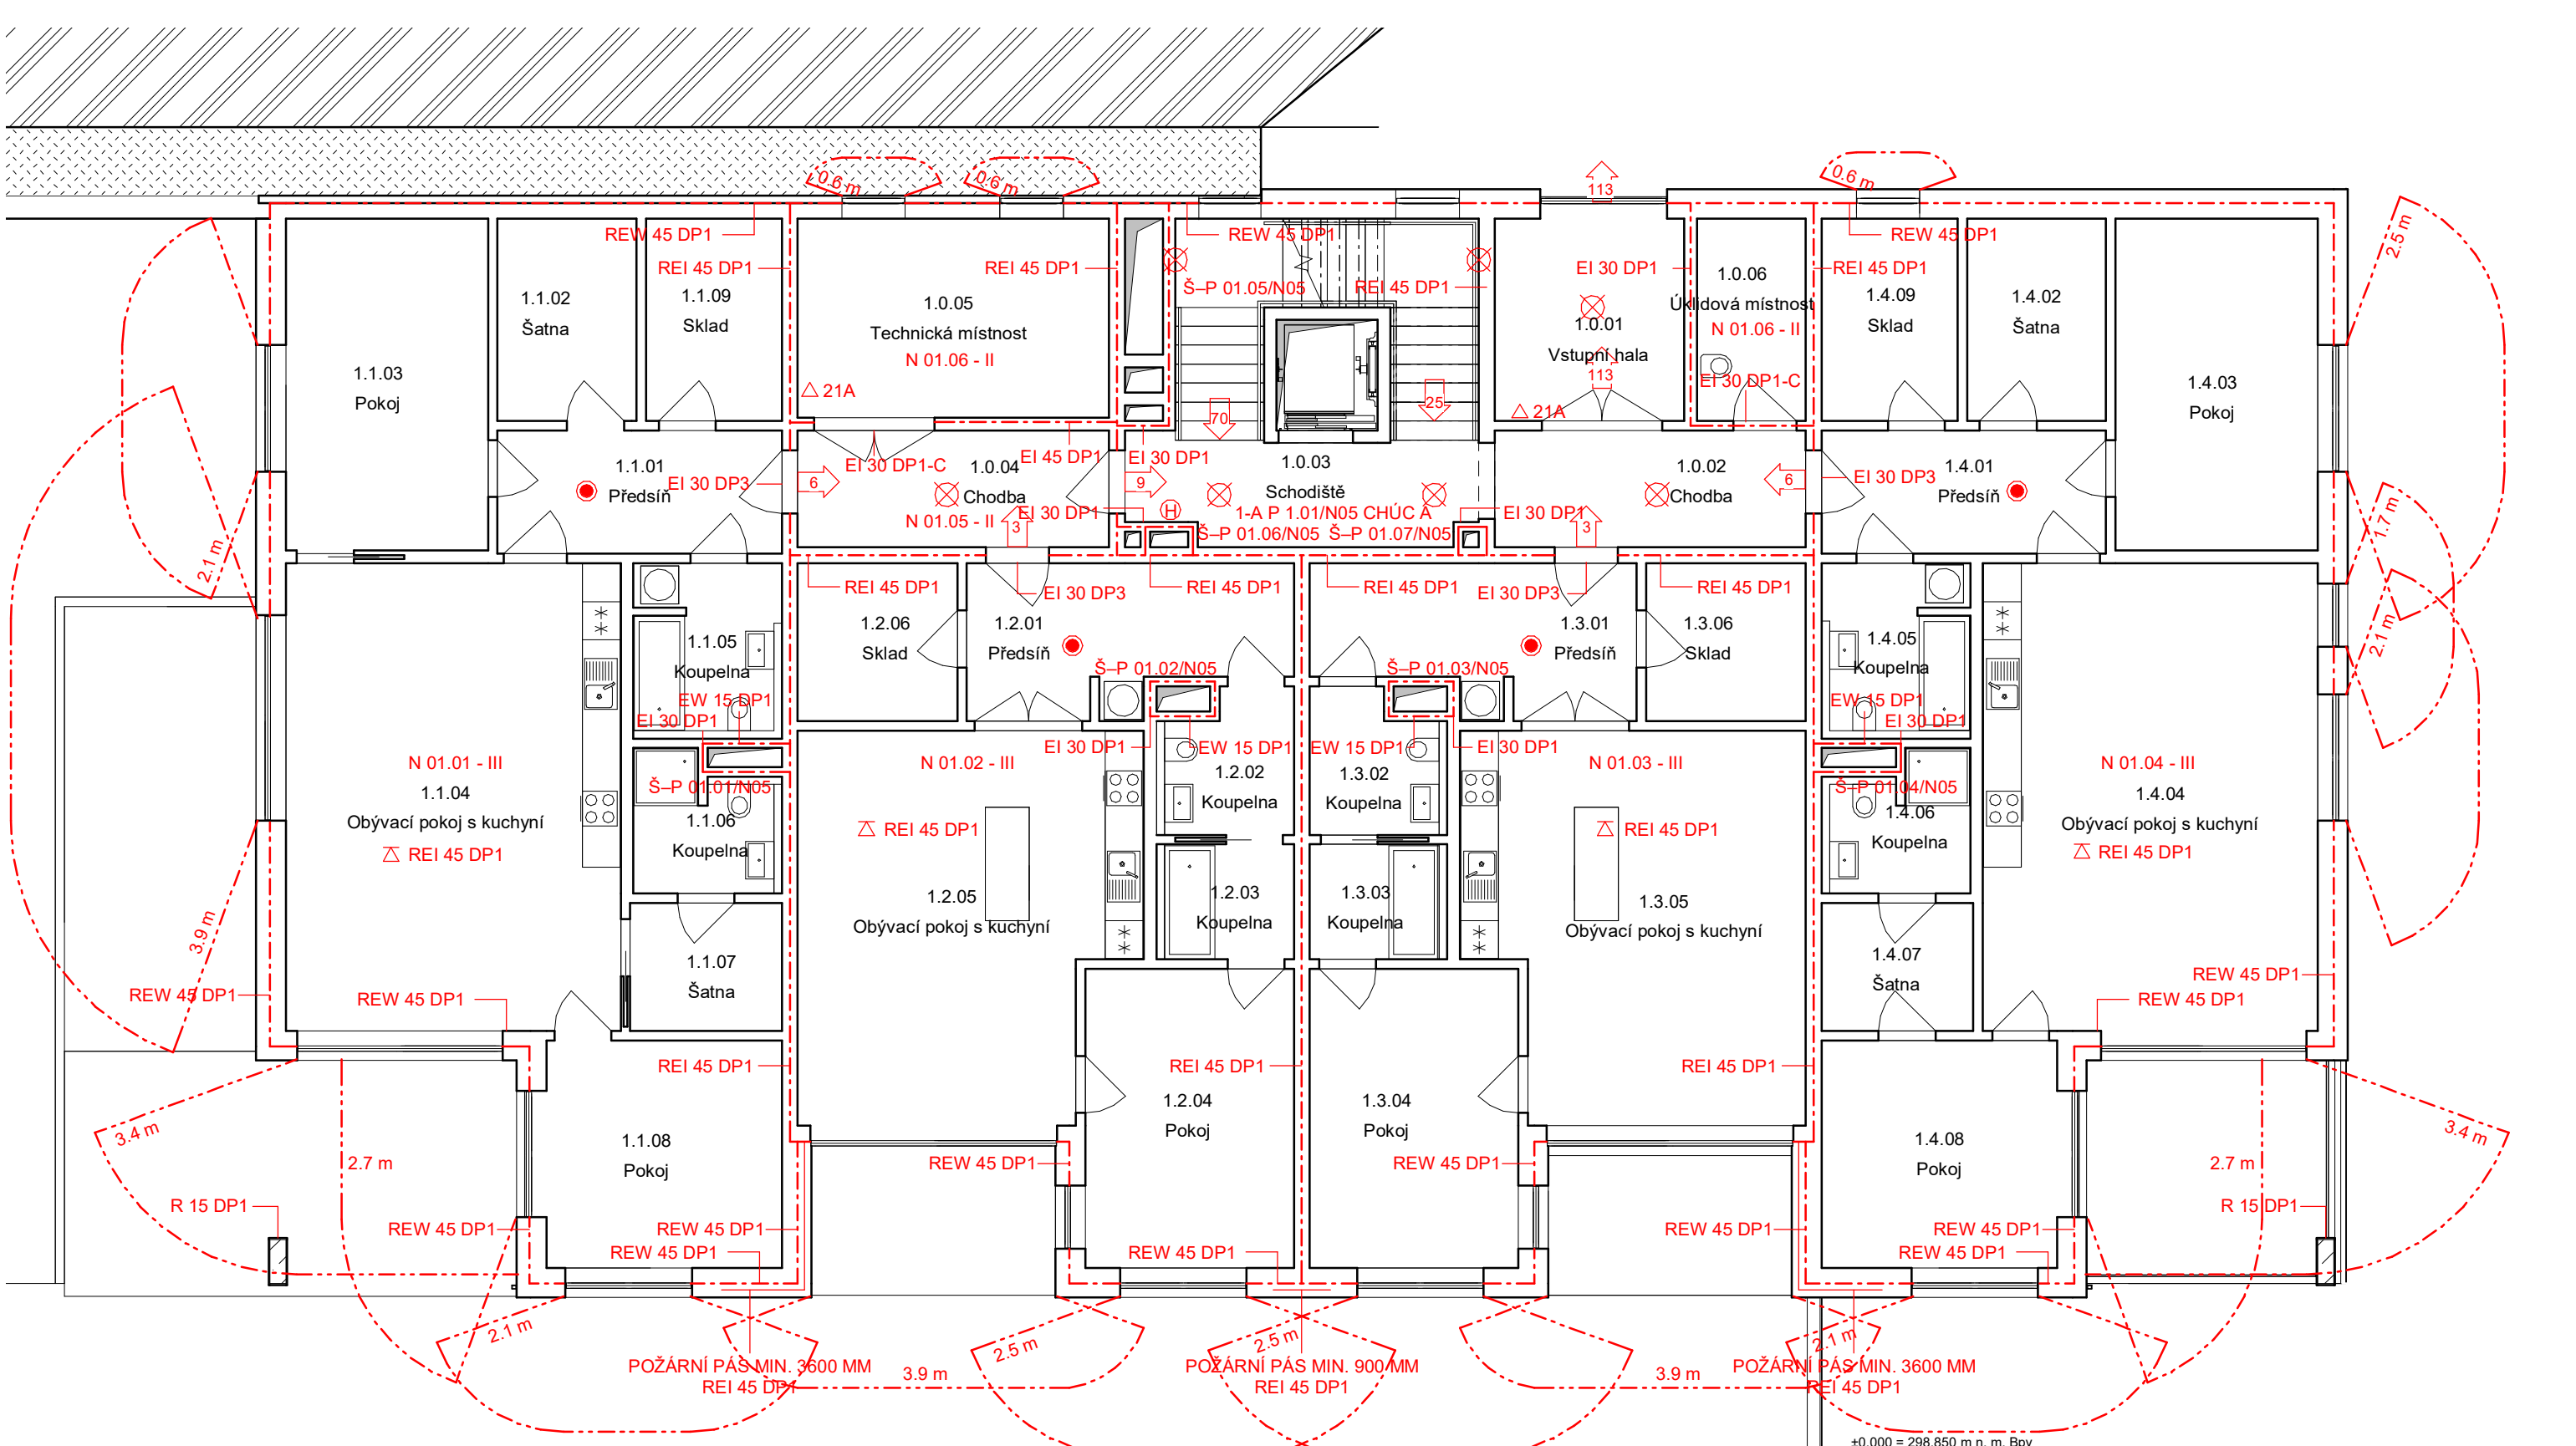 0.6 m
0.6 m
113
0.6 m
2.5 m
REW 45 DP1
REW 45 DP1
REW 45 DP1
REI 45 DP1
REI 45 DP1
EI 30 DP1
REI 45 DP1
1.1.02
Šatna
1.1.09
Sklad
1.0.05
Technická místnost
N 01.06 - II
Š–P 01.05/N05
REI 45 DP1
1.0.01
Vstupní hala
113
1.0.06
Úklidová místnost
N 01.06 - II
1.4.09
Sklad
1.4.02
Šatna
1.1.03
Pokoj
21A
70
25
21A
EI 30 DP1-C
1.4.03
Pokoj
1.1.01
Předsíň
EI 30 DP3
6
EI 30 DP1-C
1.0.04
Chodba
N 01.05 - II
EI 45 DP1
EI 30 DP1
9
H
EI 30 DP1
3
1.0.03
Schodiště
1-A P 1.01/N05 CHÚC A
Š–P 01.06/N05
Š–P 01.07/N05
EI 30 DP1
3
1.0.02
Chodba
6
EI 30 DP3
1.4.01
Předsíň
1.7 m
2.1 m
REI 45 DP1
EI 30 DP3
REI 45 DP1
REI 45 DP1
EI 30 DP3
REI 45 DP1
2.1 m
1.1.05
Koupelna
EW 15 DP1
EI 30 DP1
1.2.06
Sklad
1.2.01
Předsíň
Š–P 01.02/N05
Š–P 01.03/N05
1.3.01
Předsíň
1.3.06
Sklad
1.4.05
Koupelna
EW 15 DP1
EI 30 DP1
EI 30 DP1
EW 15 DP1
EW 15 DP1
EI 30 DP1
N 01.01 - III
1.1.04
Obývací pokoj s kuchyní
REI 45 DP1
Š–P 01.01/N05
1.1.06
Koupelna
N 01.02 - III
REI 45 DP1
1.2.02
Koupelna
1.3.02
Koupelna
N 01.03 - III
REI 45 DP1
Š–P 01.04/N05
1.4.06
Koupelna
N 01.04 - III
1.4.04
Obývací pokoj s kuchyní
REI 45 DP1
3.9 m
1.2.05
Obývací pokoj s kuchyní
1.2.03
Koupelna
1.3.03
Koupelna
1.3.05
Obývací pokoj s kuchyní
REW 45 DP1
REW 45 DP1
1.1.07
Šatna
1.4.07
Šatna
REW 45 DP1
REW 45 DP1
REI 45 DP1
REI 45 DP1
REI 45 DP1
3.4 m
2.7 m
1.1.08
Pokoj
1.2.04
Pokoj
1.3.04
Pokoj
1.4.08
Pokoj
2.7 m
3.4 m
REW 45 DP1
REW 45 DP1
R 15 DP1
R 15 DP1
REW 45 DP1
REW 45 DP1
REW 45 DP1
REW 45 DP1
REW 45 DP1
REW 45 DP1
REW 45 DP1
2.1 m
2.5 m
2.5 m
2.1 m
POŽÁRNÍ PÁS MIN. 3600 MM
REI 45 DP1
3.9 m
POŽÁRNÍ PÁS MIN. 900 MM
REI 45 DP1
3.9 m
POŽÁRNÍ PÁS MIN. 3600 MM
REI 45 DP1
±0,000 = 298,850 m n. m. Bpv